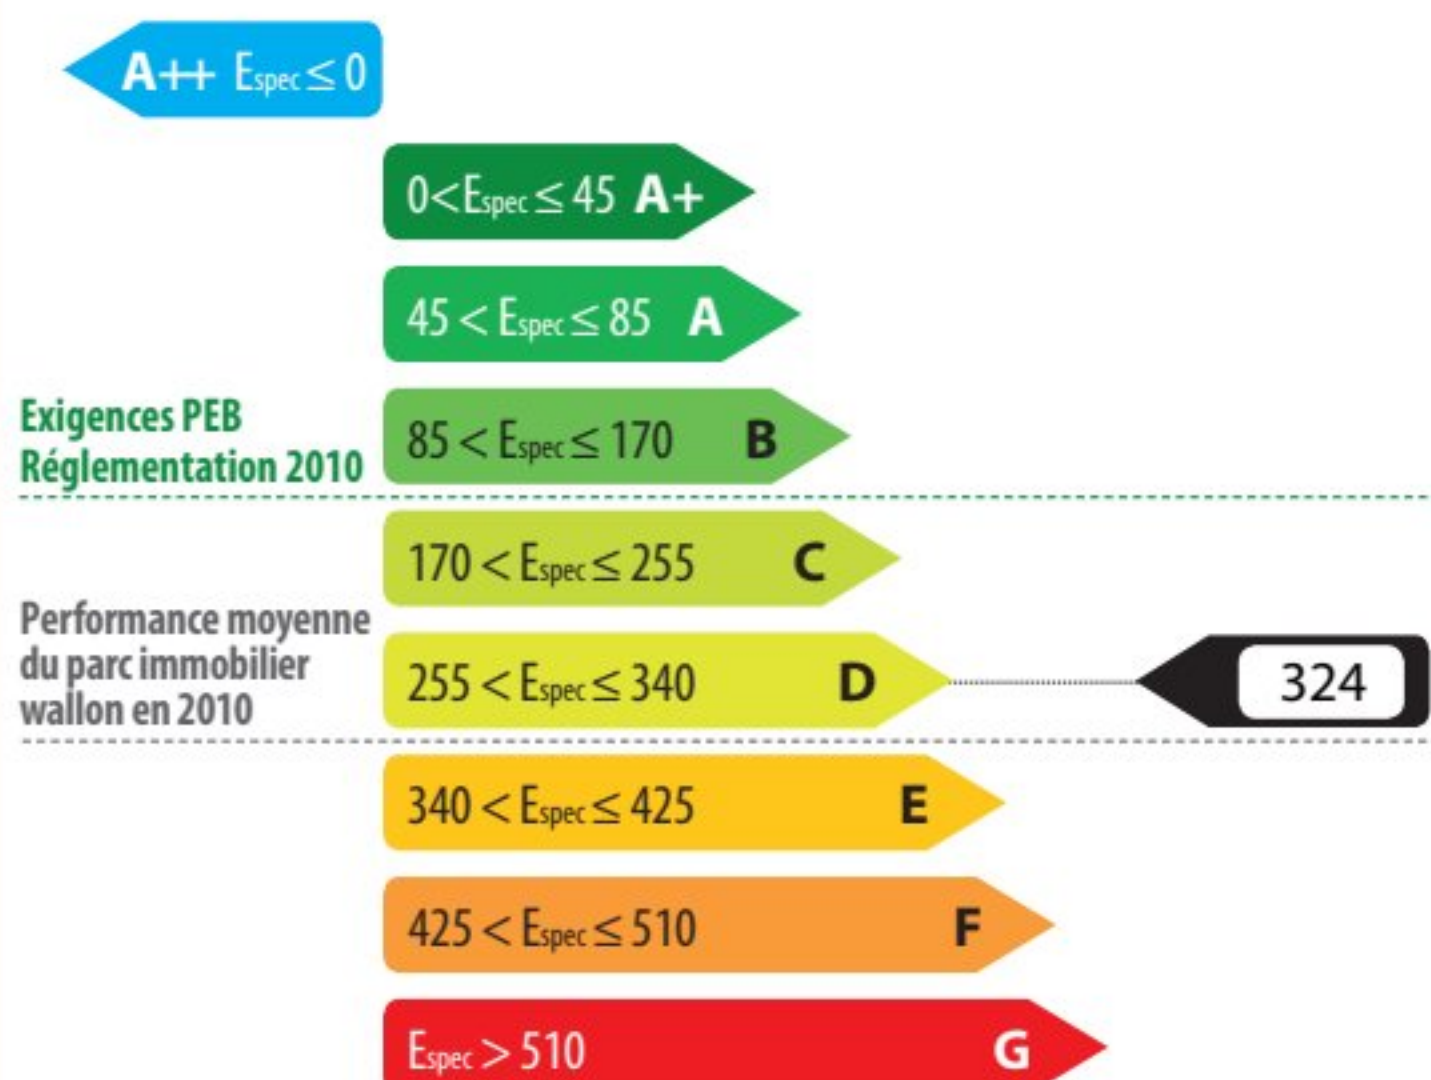 A++ Espec ≤ 0
0<Espec ≤ 45 A+
45 < Espec ≤ 85 A
Exigences PEB
Réglementation 2010
85 < Espec ≤ 170 B
170 < Espec ≤ 255 C
Performance moyenne
du parc immobilier
wallon en 2010
255 < Espec ≤ 340 D
324
340 < Espec ≤ 425 E
425 < Espec ≤ 510 F
Espec > 510 G